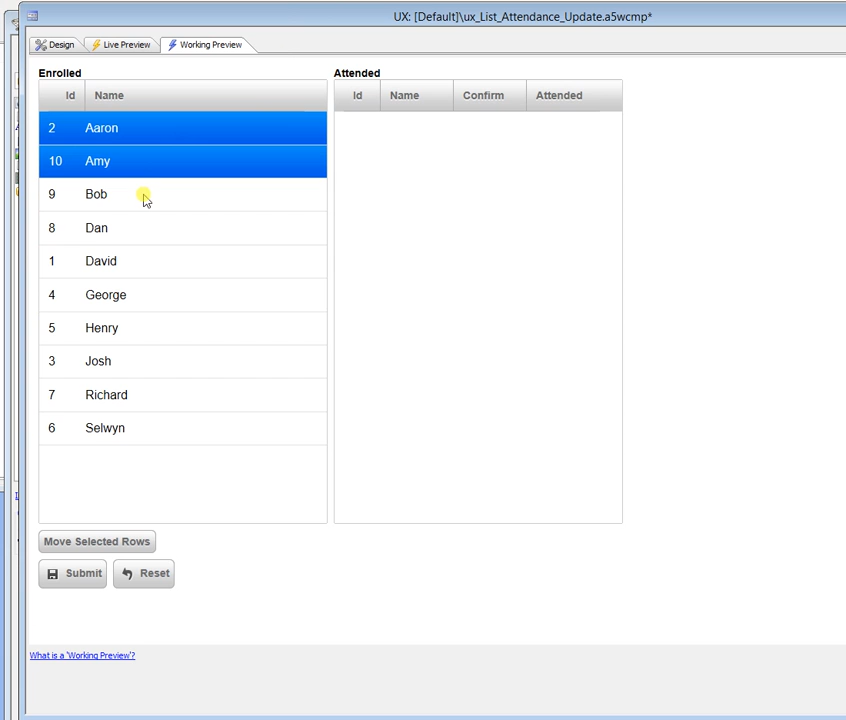 UX: [Default]\ux_List_Attendance_Update.a5wcmp*
Design Live Preview Working Preview
Enrolled Attended
Id Name Id Name Confirm Attended
2 Aaron
10 Amy
9 Bob
8 Dan
1 David
4 George
5 Henry
3 Josh
7 Richard
6 Selwyn
Move Selected Rows
Submit Reset
What is a 'Working Preview'?